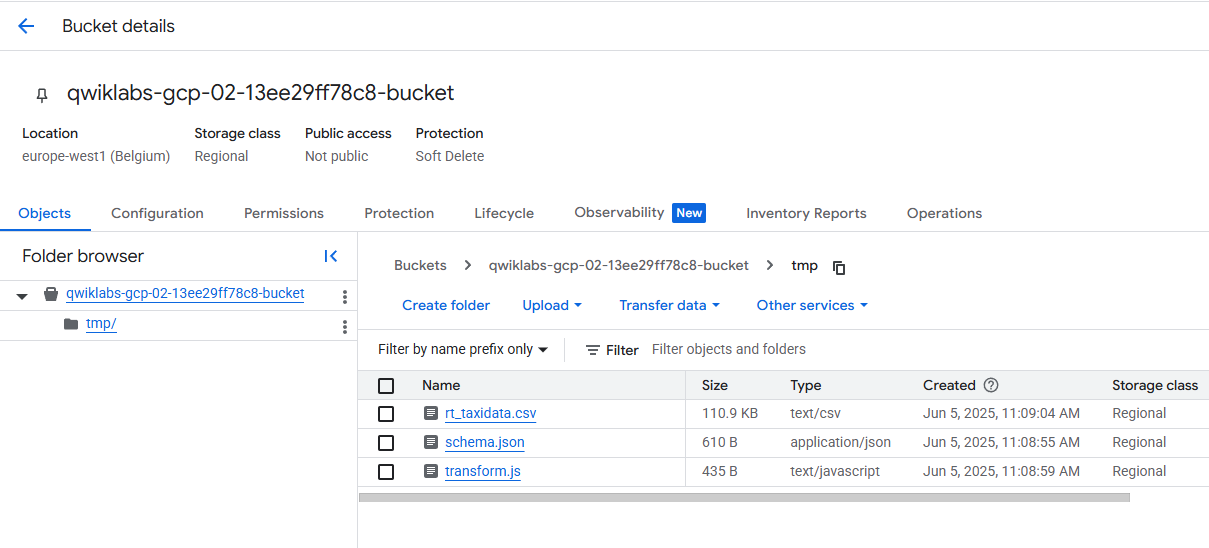 Bucket details
qwiklabs-gcp-02-13ee29ff78c8-bucket
Location Storage class Public access Protection
europe-west1 (Belgium) Regional Not public Soft Delete
Objects Configuration Permissions Protection Lifecycle Observability New Inventory Reports Operations
Folder browser
qwiklabs-gcp-02-13ee29ff78c8-bucket
tmp/
Buckets > qwiklabs-gcp-02-13ee29ff78c8-bucket > tmp
Create folder Upload Transfer data Other services
Filter by name prefix only Filter Filter objects and folders
Name Size Type Created Storage class
rt_taxidata.csv 110.9 KB text/csv Jun 5, 2025, 11:09:04 AM Regional
schema.json 610 B application/json Jun 5, 2025, 11:08:55 AM Regional
transform.js 435 B text/javascript Jun 5, 2025, 11:08:59 AM Regional